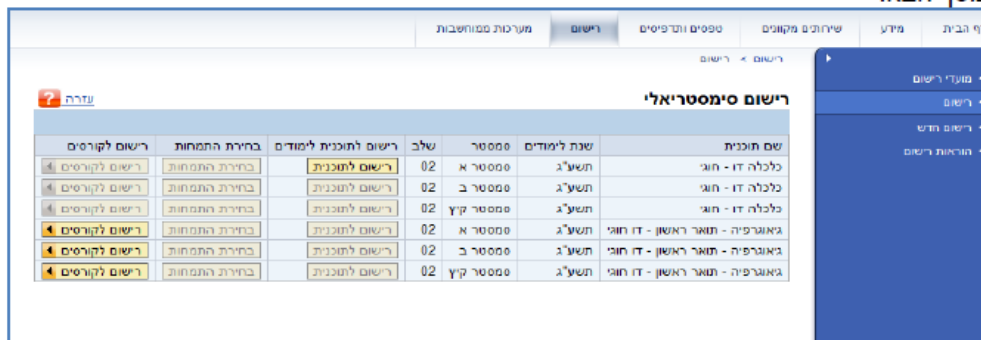 ף הבית מידע שירותים מקוונים טפסים ותדפיסים רישום מערכות ממוחשבות
רישום > רישום
מועדי רישום
רישום
רישום חדש
הוראות רישום
רישום סימסטריאלי
עזרה ?
שם תוכנית שנת לימודים סמסטר שלב רישום לתוכנית לימודים בחירת התמחות רישום לקורסים
כלכלה דו - חוגי תשע"ג סמסטר א 02 רישום לתוכנית בחירת התמחות רישום לקורסים
כלכלה דו - חוגי תשע"ג סמסטר ב 02 רישום לתוכנית בחירת התמחות רישום לקורסים
כלכלה דו - חוגי תשע"ג סמסטר קיץ 02 רישום לתוכנית בחירת התמחות רישום לקורסים
גיאוגרפיה - תואר ראשון - דו חוגי תשע"ג סמסטר א 02 רישום לתוכנית בחירת התמחות רישום לקורסים
גיאוגרפיה - תואר ראשון - דו חוגי תשע"ג סמסטר ב 02 רישום לתוכנית בחירת התמחות רישום לקורסים
גיאוגרפיה - תואר ראשון - דו חוגי תשע"ג סמסטר קיץ 02 רישום לתוכנית בחירת התמחות רישום לקורסים